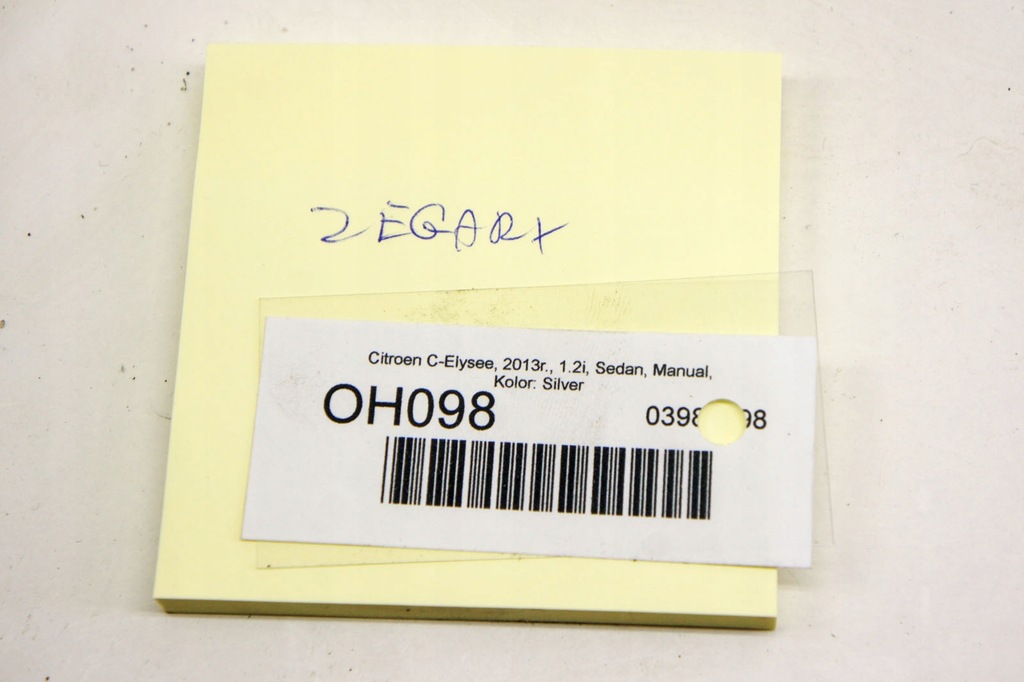 ZEGARY
Citroen C-Elysee, 2013r., 1.2i, Sedan, Manual,
Kolor: Silver
OH098